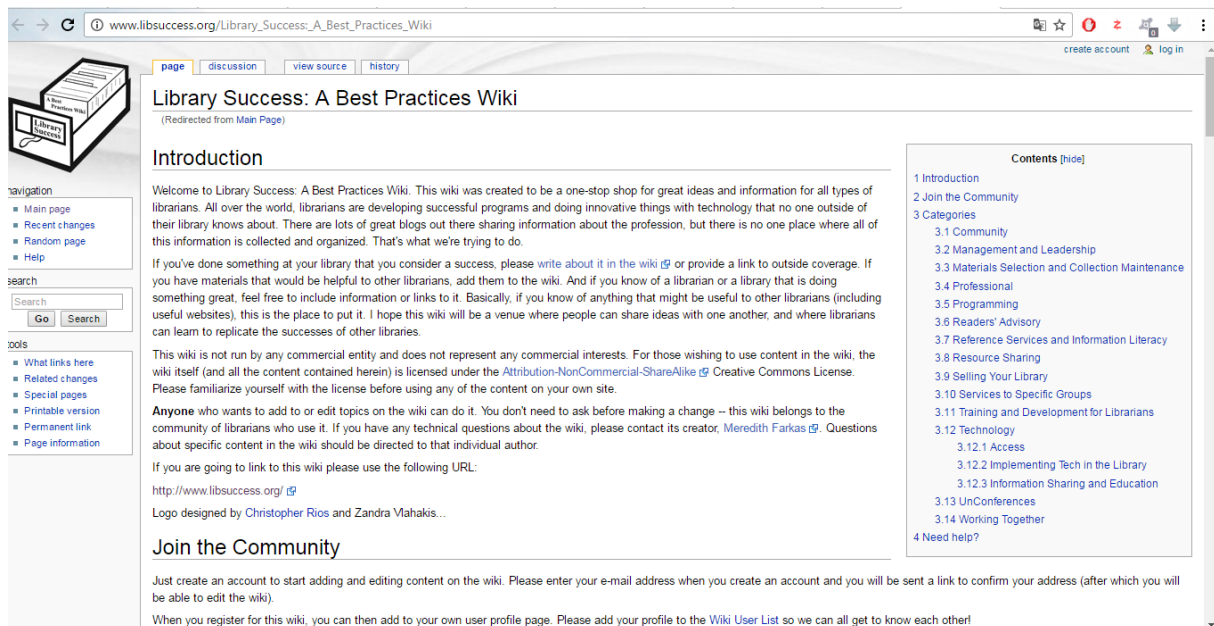 www.libsuccess.org/Library_Success:_A_Best_Practices_Wiki
0
create account log in
page discussion view source history
A Best
Practices Wiki
Library
Success
Library Success: A Best Practices Wiki
(Redirected from Main Page)
Introduction
Welcome to Library Success: A Best Practices Wiki. This wiki was created to be a one-stop shop for great ideas and information for all types of
librarians. All over the world, librarians are developing successful programs and doing innovative things with technology that no one outside of
their library knows about. There are lots of great blogs out there sharing information about the profession, but there is no one place where all of
this information is collected and organized. That's what we're trying to do.
If you've done something at your library that you consider a success, please write about it in the wiki or provide a link to outside coverage. If
you have materials that would be helpful to other librarians, add them to the wiki. And if you know of a librarian or a library that is doing
something great, feel free to include information or links to it. Basically, if you know of anything that might be useful to other librarians (including
useful websites), this is the place to put it. I hope this wiki will be a venue where people can share ideas with one another, and where librarians
can learn to replicate the successes of other libraries.
This wiki is not run by any commercial entity and does not represent any commercial interests. For those wishing to use content in the wiki, the
wiki itself (and all the content contained herein) is licensed under the Attribution-NonCommercial-ShareAlike Creative Commons License.
Please familiarize yourself with the license before using any of the content on your own site.
Anyone who wants to add to or edit topics on the wiki can do it. You don't need to ask before making a change -- this wiki belongs to the
community of librarians who use it. If you have any technical questions about the wiki, please contact its creator, Meredith Farkas. Questions
about specific content in the wiki should be directed to that individual author.
If you are going to link to this wiki please use the following URL:
http://www.libsuccess.org/
Logo designed by Christopher Rios and Zandra Vlahakis...
Join the Community
Just create an account to start adding and editing content on the wiki. Please enter your e-mail address when you create an account and you will be sent a link to confirm your address (after which you will
be able to edit the wiki).
When you register for this wiki, you can then add to your own user profile page. Please add your profile to the Wiki User List so we can all get to know each other!
Contents [hide]
1 Introduction
2 Join the Community
3 Categories
3.1 Community
3.2 Management and Leadership
3.3 Materials Selection and Collection Maintenance
3.4 Professional
3.5 Programming
3.6 Readers' Advisory
3.7 Reference Services and Information Literacy
3.8 Resource Sharing
3.9 Selling Your Library
3.10 Services to Specific Groups
3.11 Training and Development for Librarians
3.12 Technology
3.12.1 Access
3.12.2 Implementing Tech in the Library
3.12.3 Information Sharing and Education
3.13 UnConferences
3.14 Working Together
4 Need help?
navigation
Main page
Recent changes
Random page
Help
search
Search
Go Search
tools
What links here
Related changes
Special pages
Printable version
Permanent link
Page information